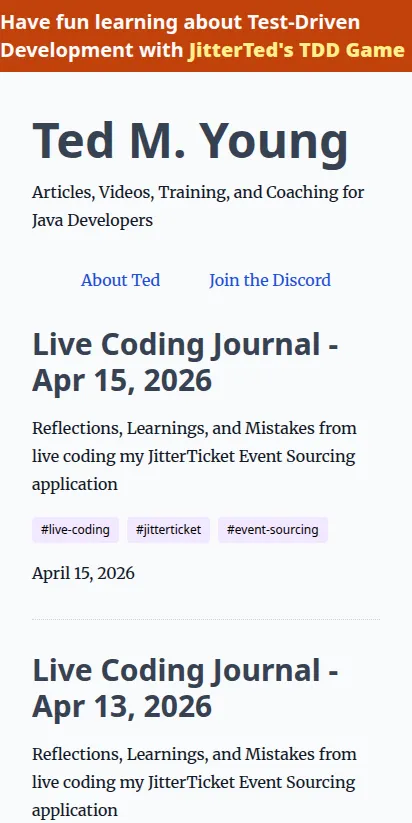 Have fun learning about Test-Driven
Development with JitterTed's TDD Game
Ted M. Young
Articles, Videos, Training, and Coaching for
Java Developers
About Ted Join the Discord
Live Coding Journal -
Apr 15, 2026
Reflections, Learnings, and Mistakes from
live coding my JitterTicket Event Sourcing
application
#live-coding #jitterticket #event-sourcing
April 15, 2026
Live Coding Journal -
Apr 13, 2026
Reflections, Learnings, and Mistakes from
live coding my JitterTicket Event Sourcing
application